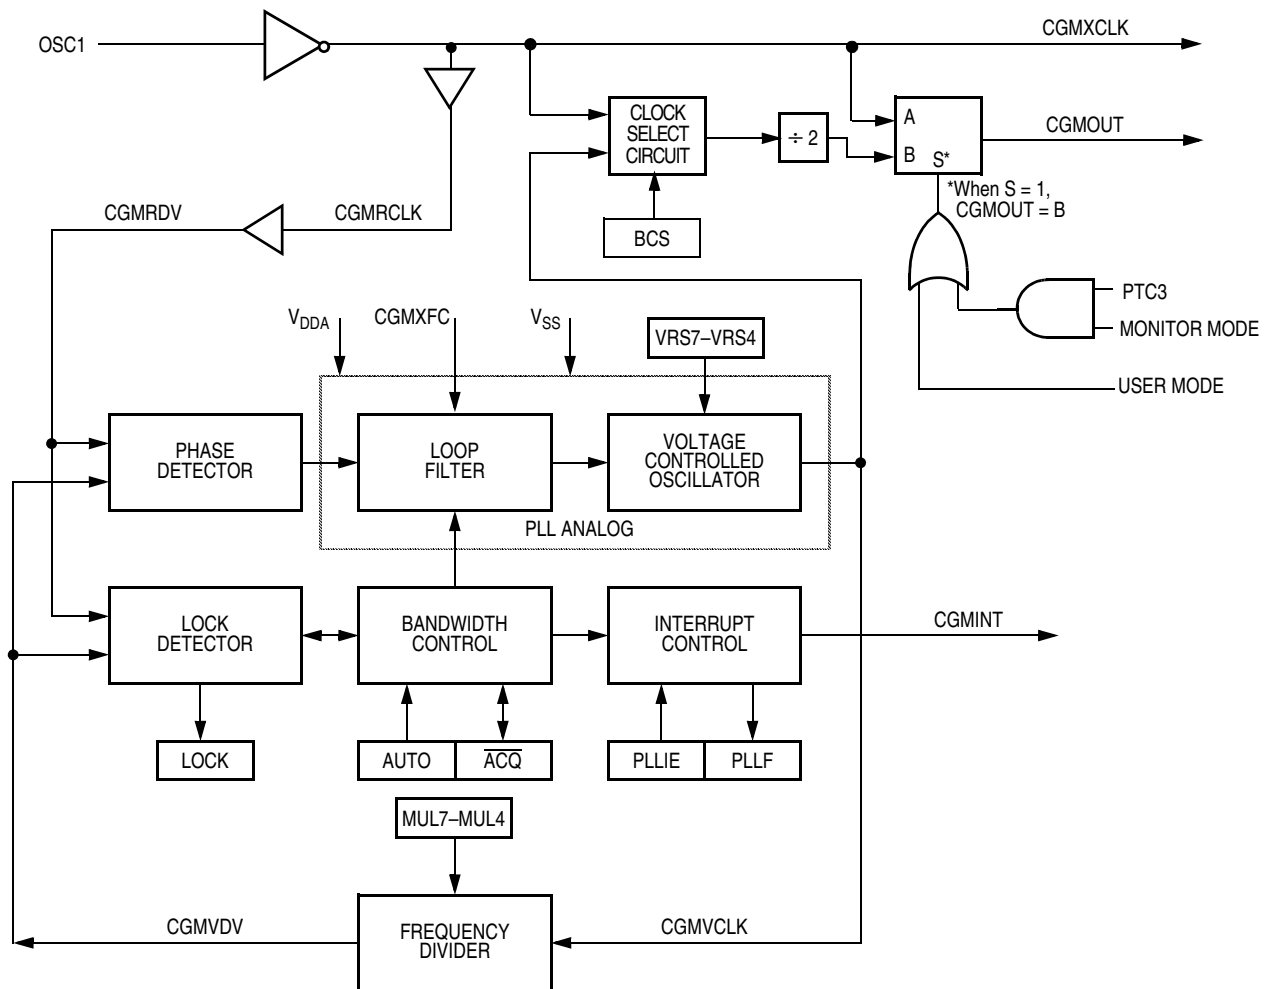 OSC1
CGMXCLK
CLOCK
SELECT
CIRCUIT
÷ 2
A
B
S*
CGMOUT
*When S = 1,
CGMOUT = B
BCS
CGMRDV
CGMRCLK
PTC3
MONITOR MODE
USER MODE
VDDA
CGMXFC
VSS
VRS7–VRS4
PHASE
DETECTOR
LOOP
FILTER
VOLTAGE
CONTROLLED
OSCILLATOR
PLL ANALOG
LOCK
DETECTOR
BANDWIDTH
CONTROL
INTERRUPT
CONTROL
CGMINT
LOCK
AUTO
ACQ
PLLIE
PLLF
MUL7–MUL4
CGMVDV
FREQUENCY
DIVIDER
CGMVCLK